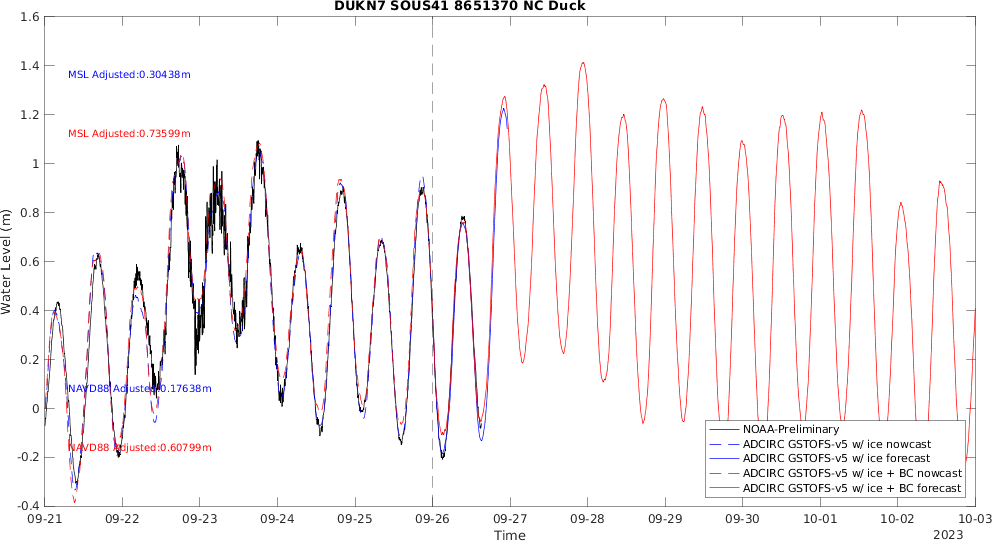 DUKN7 SOUS41 8651370 NC Duck
1.6
1.4
1.2
1
0.8
0.6
0.4
0.2
0
-0.2
-0.4
Water Level (m)
MSL Adjusted:0.30438m
MSL Adjusted:0.73599m
NAVD88 Adjusted:0.17638m
NAVD88 Adjusted:0.60799m
NOAA-Preliminary
ADCIRC GSTOFS-v5 w/ ice nowcast
ADCIRC GSTOFS-v5 w/ ice forecast
ADCIRC GSTOFS-v5 w/ ice + BC nowcast
ADCIRC GSTOFS-v5 w/ ice + BC forecast
09-21 09-22 09-23 09-24 09-25 09-26 09-27 09-28 09-29 09-30 10-01 10-02 10-03
Time
2023